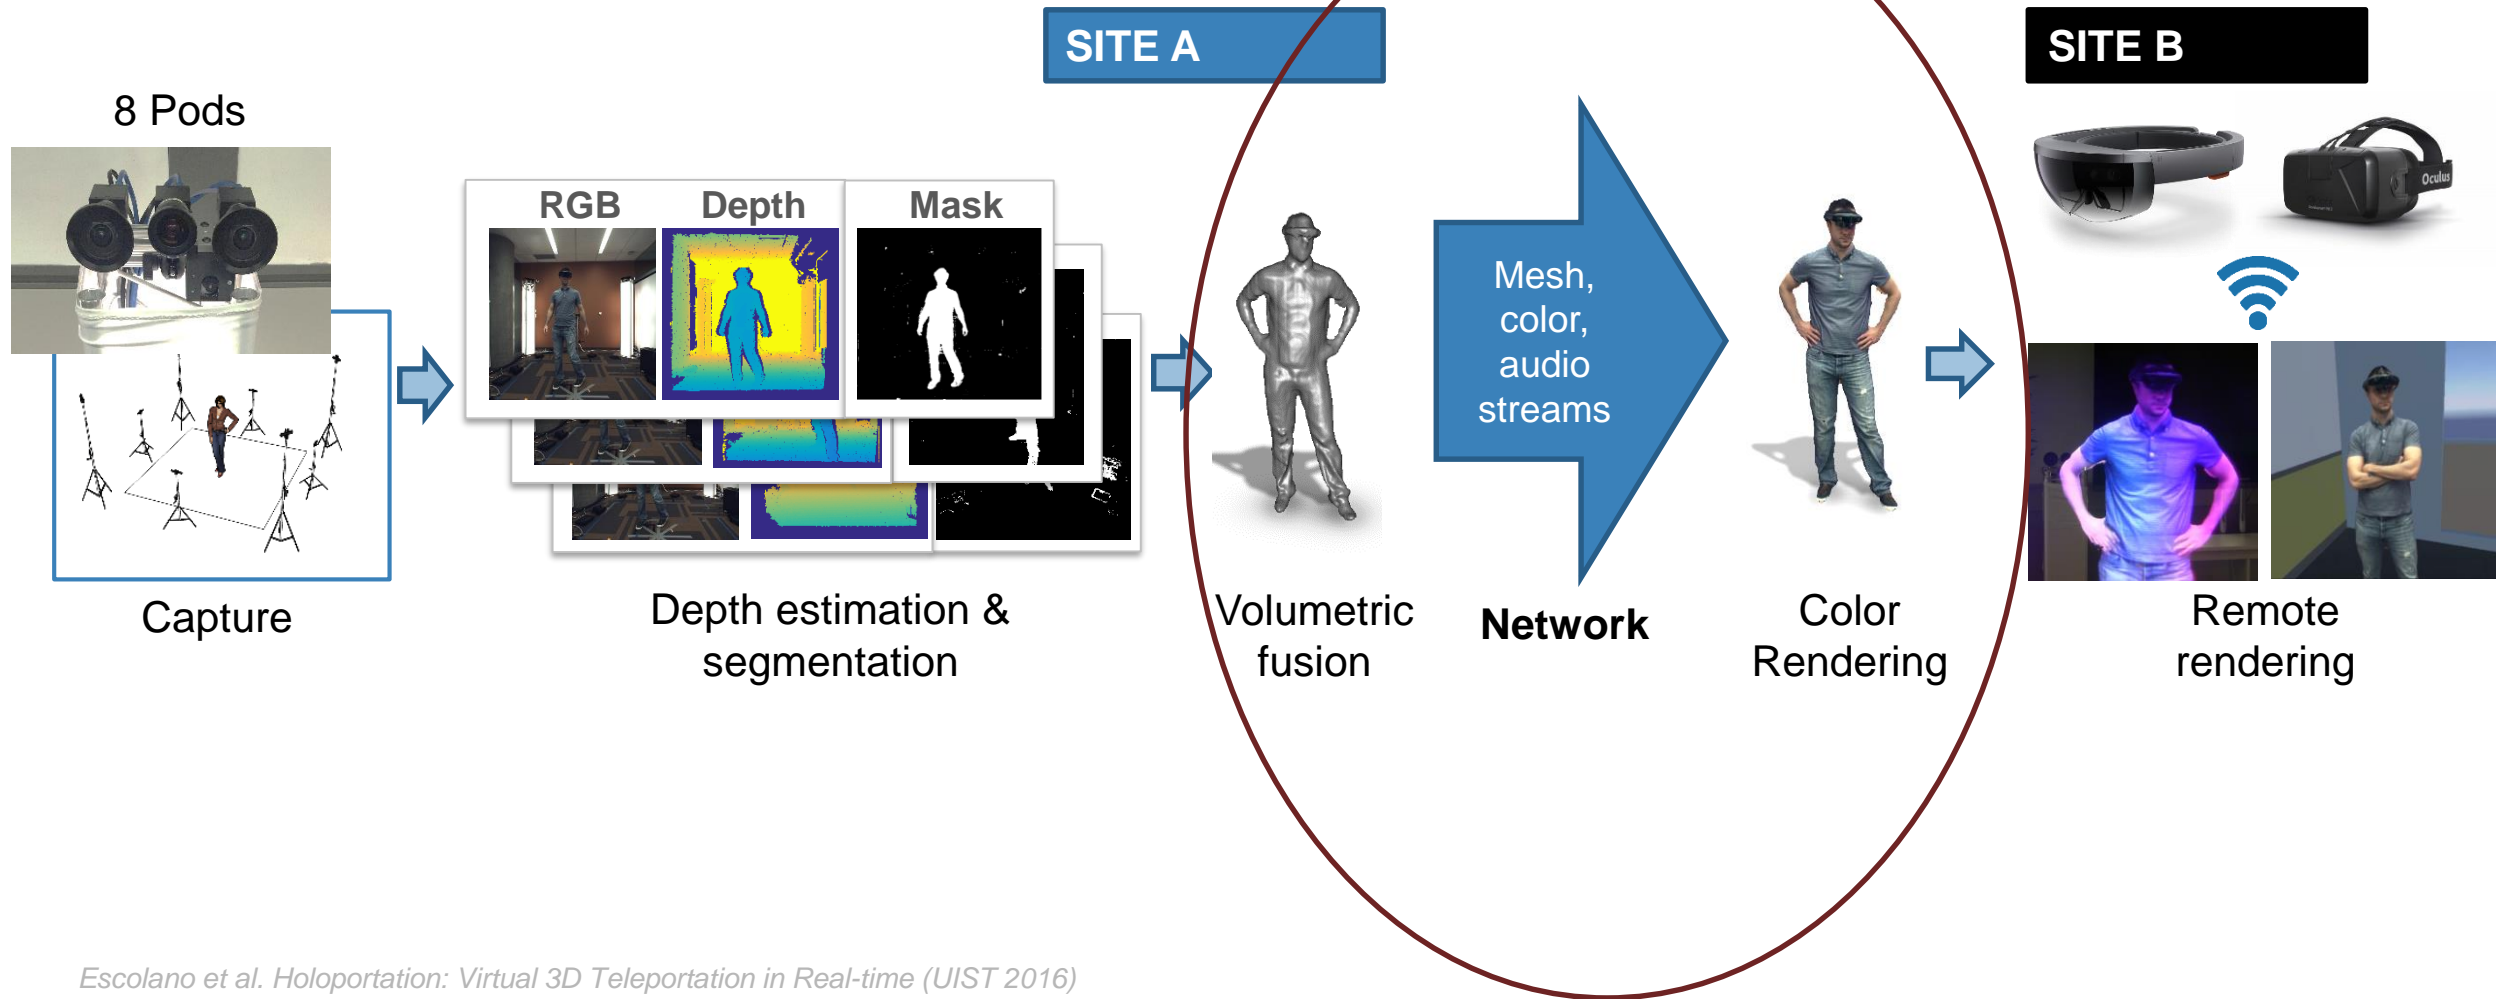 SITE A
SITE B
8 Pods
RGB
Depth
Mask
Oculus
Mesh,
color,
audio
streams
Capture
Depth estimation &
segmentation
Volumetric
fusion
Network
Color
Rendering
Remote
rendering
Escolano et al. Holoportation: Virtual 3D Teleportation in Real-time (UIST 2016)